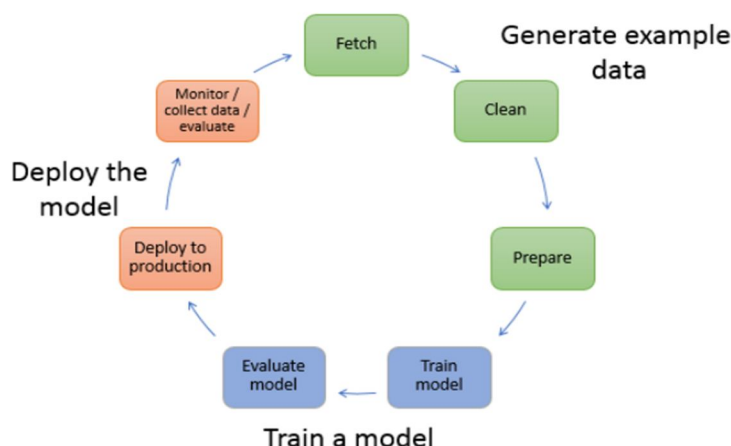 Fetch
Generate example
data
Clean
Prepare
Train
model
Evaluate
model
Train a model
Deploy to
production
Deploy the
model
Monitor /
collect data /
evaluate